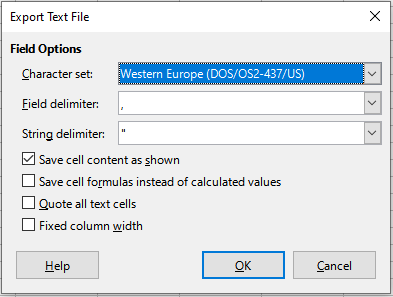 Export Text File
Field Options
Character set: Western Europe (DOS/OS2-437/US)
Field delimiter: ,
String delimiter: "
Save cell content as shown
Save cell formulas instead of calculated values
Quote all text cells
Fixed column width
Help OK Cancel